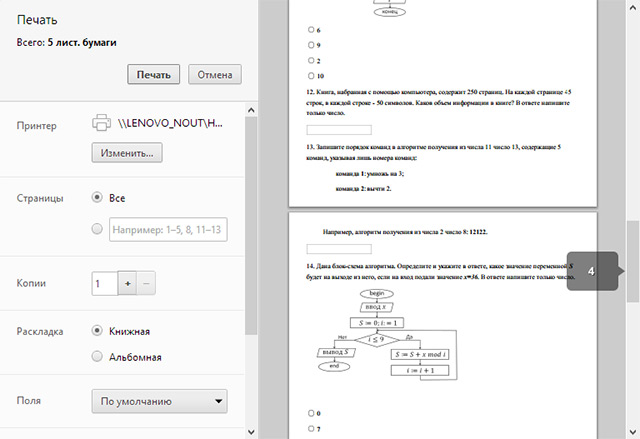 Печать
Всего: 5 лист. бумаги
Печать
Отмена
Принтер
\\LENOVO_NOUT\H...
Изменить...
Страницы
Все
Например: 1–5, 8, 11–13
Копии
1
+
–
Раскладка
Книжная
Альбомная
Поля
По умолчанию
конец
6
9
2
10
12. Книга, набранная с помощью компьютера, содержит 250 страниц. На каждой странице 45
строк, в каждой строке - 50 символов. Каков объем информации в книге? В ответе напишите
только число.
13. Запишите порядок команд в алгоритме получения из числа 11 число 13, содержащие 5
команд, указывая лишь номера команд:
команда 1: умножь на 3;
команда 2: вычти 2.
Например, алгоритм получения из числа 2 число 8: 12122.
4
14. Дана блок-схема алгоритма. Определите и укажите в ответе, какое значение переменной S
будет на выходе из него, если на вход подали значение x=36. В ответе напишите только число.
begin
ввод x
S := 0; i: = 1
Нет
i ≤ 9
Да
вывод S
S := S + x mod i
end
i := i + 1
0
7